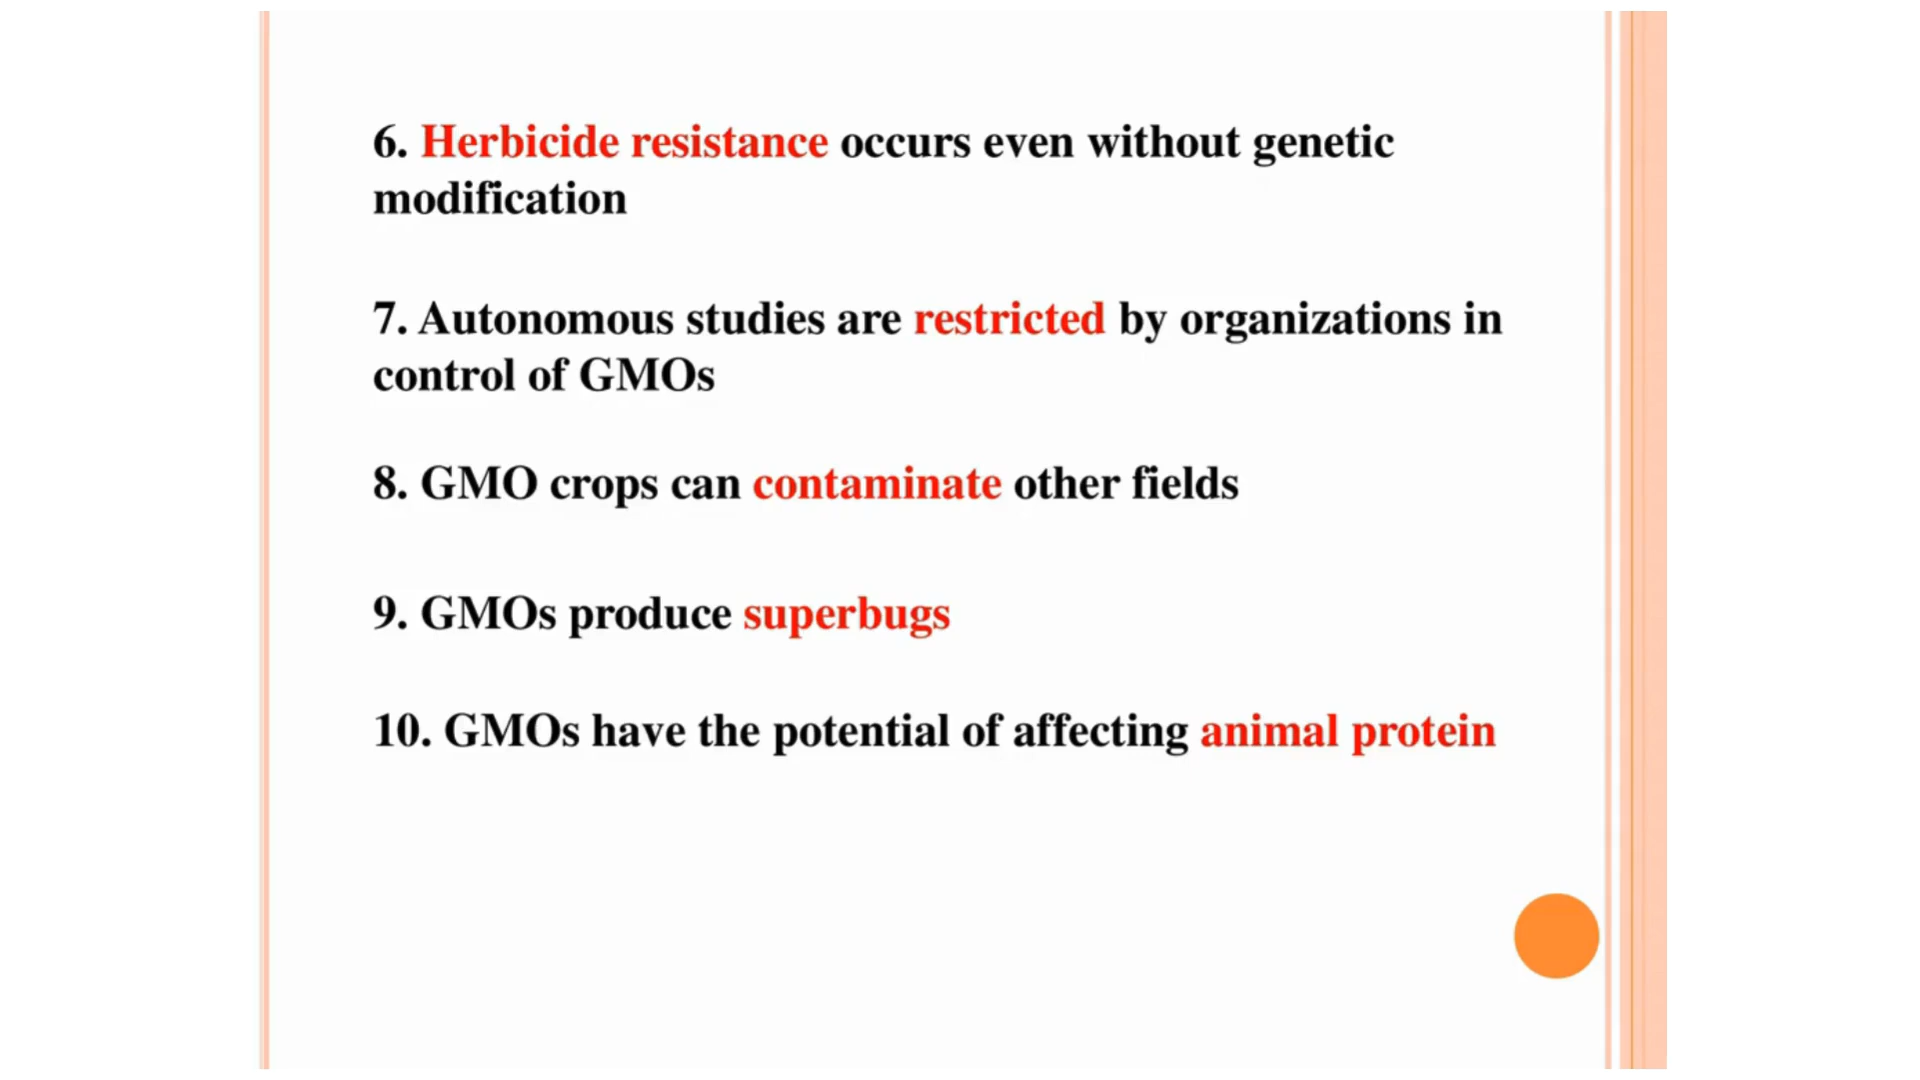 6. Herbicide resistance occurs even without genetic
modification
7. Autonomous studies are restricted by organizations in
control of GMOs
8. GMO crops can contaminate other fields
9. GMOs produce superbugs
10. GMOs have the potential of affecting animal protein